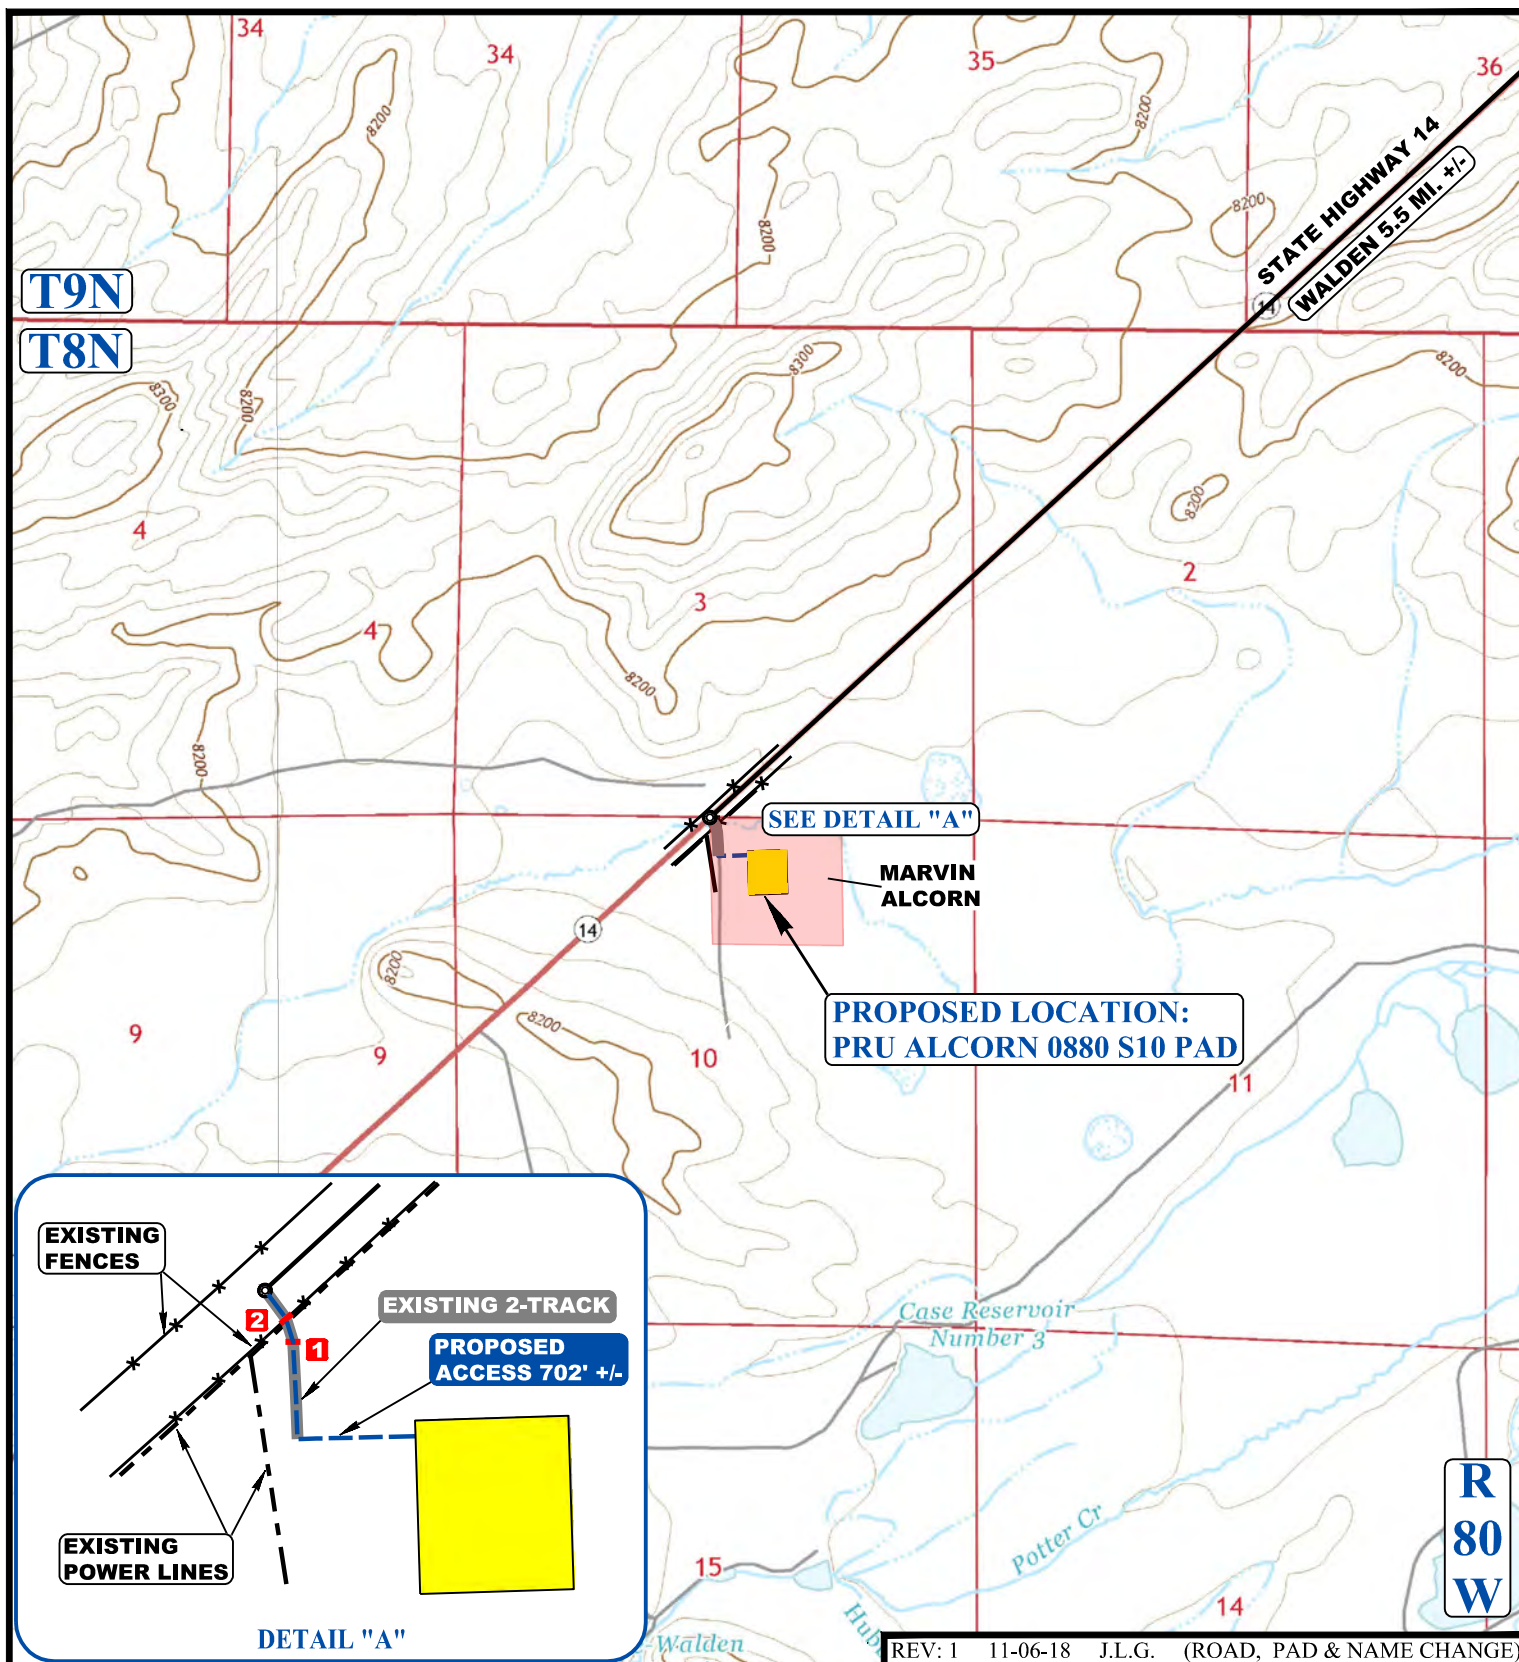 34
34
35
36
8200
8200
8200
8200
STATE HIGHWAY 14
WALDEN 5.5 MI. +/-
14
T9N
T8N
8300
8200
8300
8200
8200
4
4
3
2
8200
8200
SEE DETAIL "A"
MARVIN
ALCORN
14
8200
8200
PROPOSED LOCATION:
PRU ALCORN 0880 S10 PAD
9
9
10
11
EXISTING
FENCES
EXISTING 2-TRACK
2
1
PROPOSED
ACCESS 702' +/-
EXISTING
POWER LINES
DETAIL "A"
Case Reservoir
Number 3
Potter Cr
15
14
R
80
W
-Walden
REV: 1 11-06-18 J.L.G. (ROAD, PAD & NAME CHANGE)